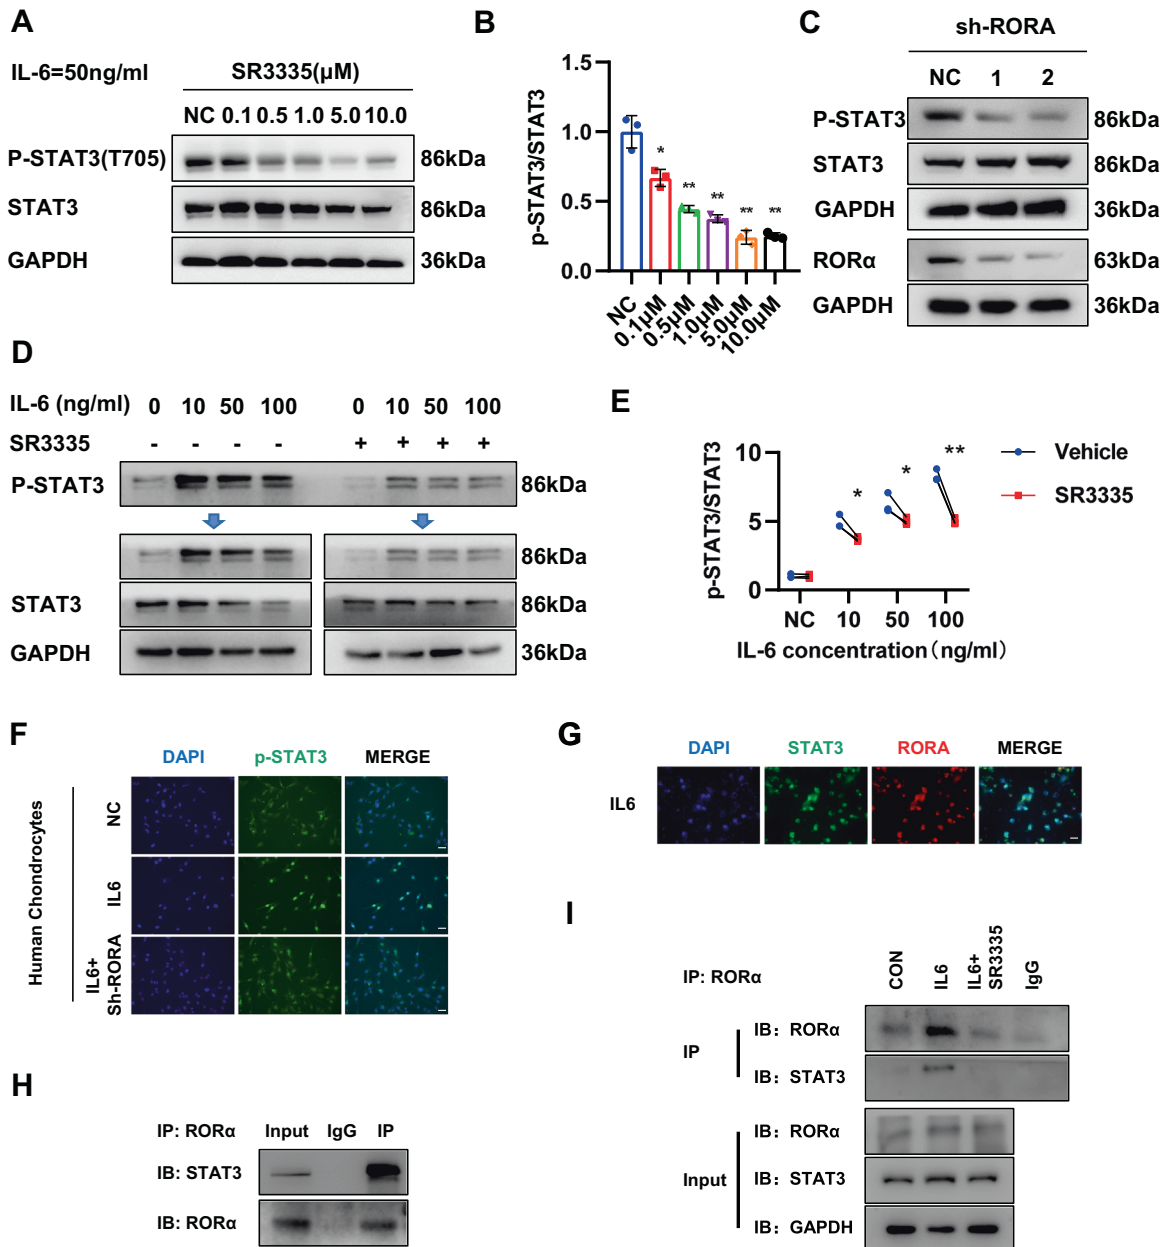 A
IL-6=50ng/ml
SR3335(μM)
NC 0.1 0.5 1.0 5.0 10.0
P-STAT3(T705) 86kDa
STAT3 86kDa
GAPDH 36kDa
B
p-STAT3/STAT3
1.5
1.0
0.5
0.0
* ** ** ** **
NC 0.1μM 0.5μM 1.0μM 5.0μM 10.0μM
C
sh-RORA
NC 1 2
P-STAT3 86kDa
STAT3 86kDa
GAPDH 36kDa
RORα 63kDa
GAPDH 36kDa
D
IL-6 (ng/ml) 0 10 50 100 0 10 50 100
SR3335 - - - - + + + +
P-STAT3 86kDa
86kDa
STAT3 86kDa
GAPDH 36kDa
E
p-STAT3/STAT3
10
5
0
* * **
Vehicle
SR3335
NC 10 50 100
IL-6 concentration（ng/ml）
F
DAPI p-STAT3 MERGE
Human Chondrocytes
NC
IL6
IL6+
Sh-RORA
G
DAPI STAT3 RORA MERGE
IL6
H
IP: RORα Input IgG IP
IB: STAT3
IB: RORα
I
IP: RORα
CON
IL6
IL6+
SR3335
IgG
IP
IB：RORα
IB：STAT3
Input
IB：RORα
IB：STAT3
IB：GAPDH